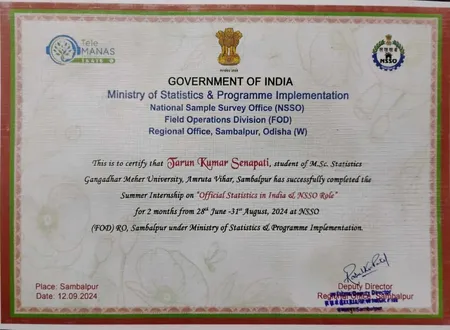 Tele
MANAS
NSSO
GOVERNMENT OF INDIA
Ministry of Statistics & Programme Implementation
National Sample Survey Office (NSSO)
Field Operations Division (FOD)
Regional Office, Sambalpur, Odisha (W)
This is to certify that Tarun Kumar Senapati, student of M.Sc. Statistics
Gangadhar Meher University, Amruta Vihar, Sambalpur has successfully completed the
Summer Internship on "Official Statistics in India & NSSO Role"
for 2 months from 28th June -31st August, 2024 at NSSO
(FOD) RO, Sambalpur under Ministry of Statistics & Programme Implementation.
Place: Sambalpur
Date: 12.09.2024
Deputy Director
Regional Office, Sambalpur